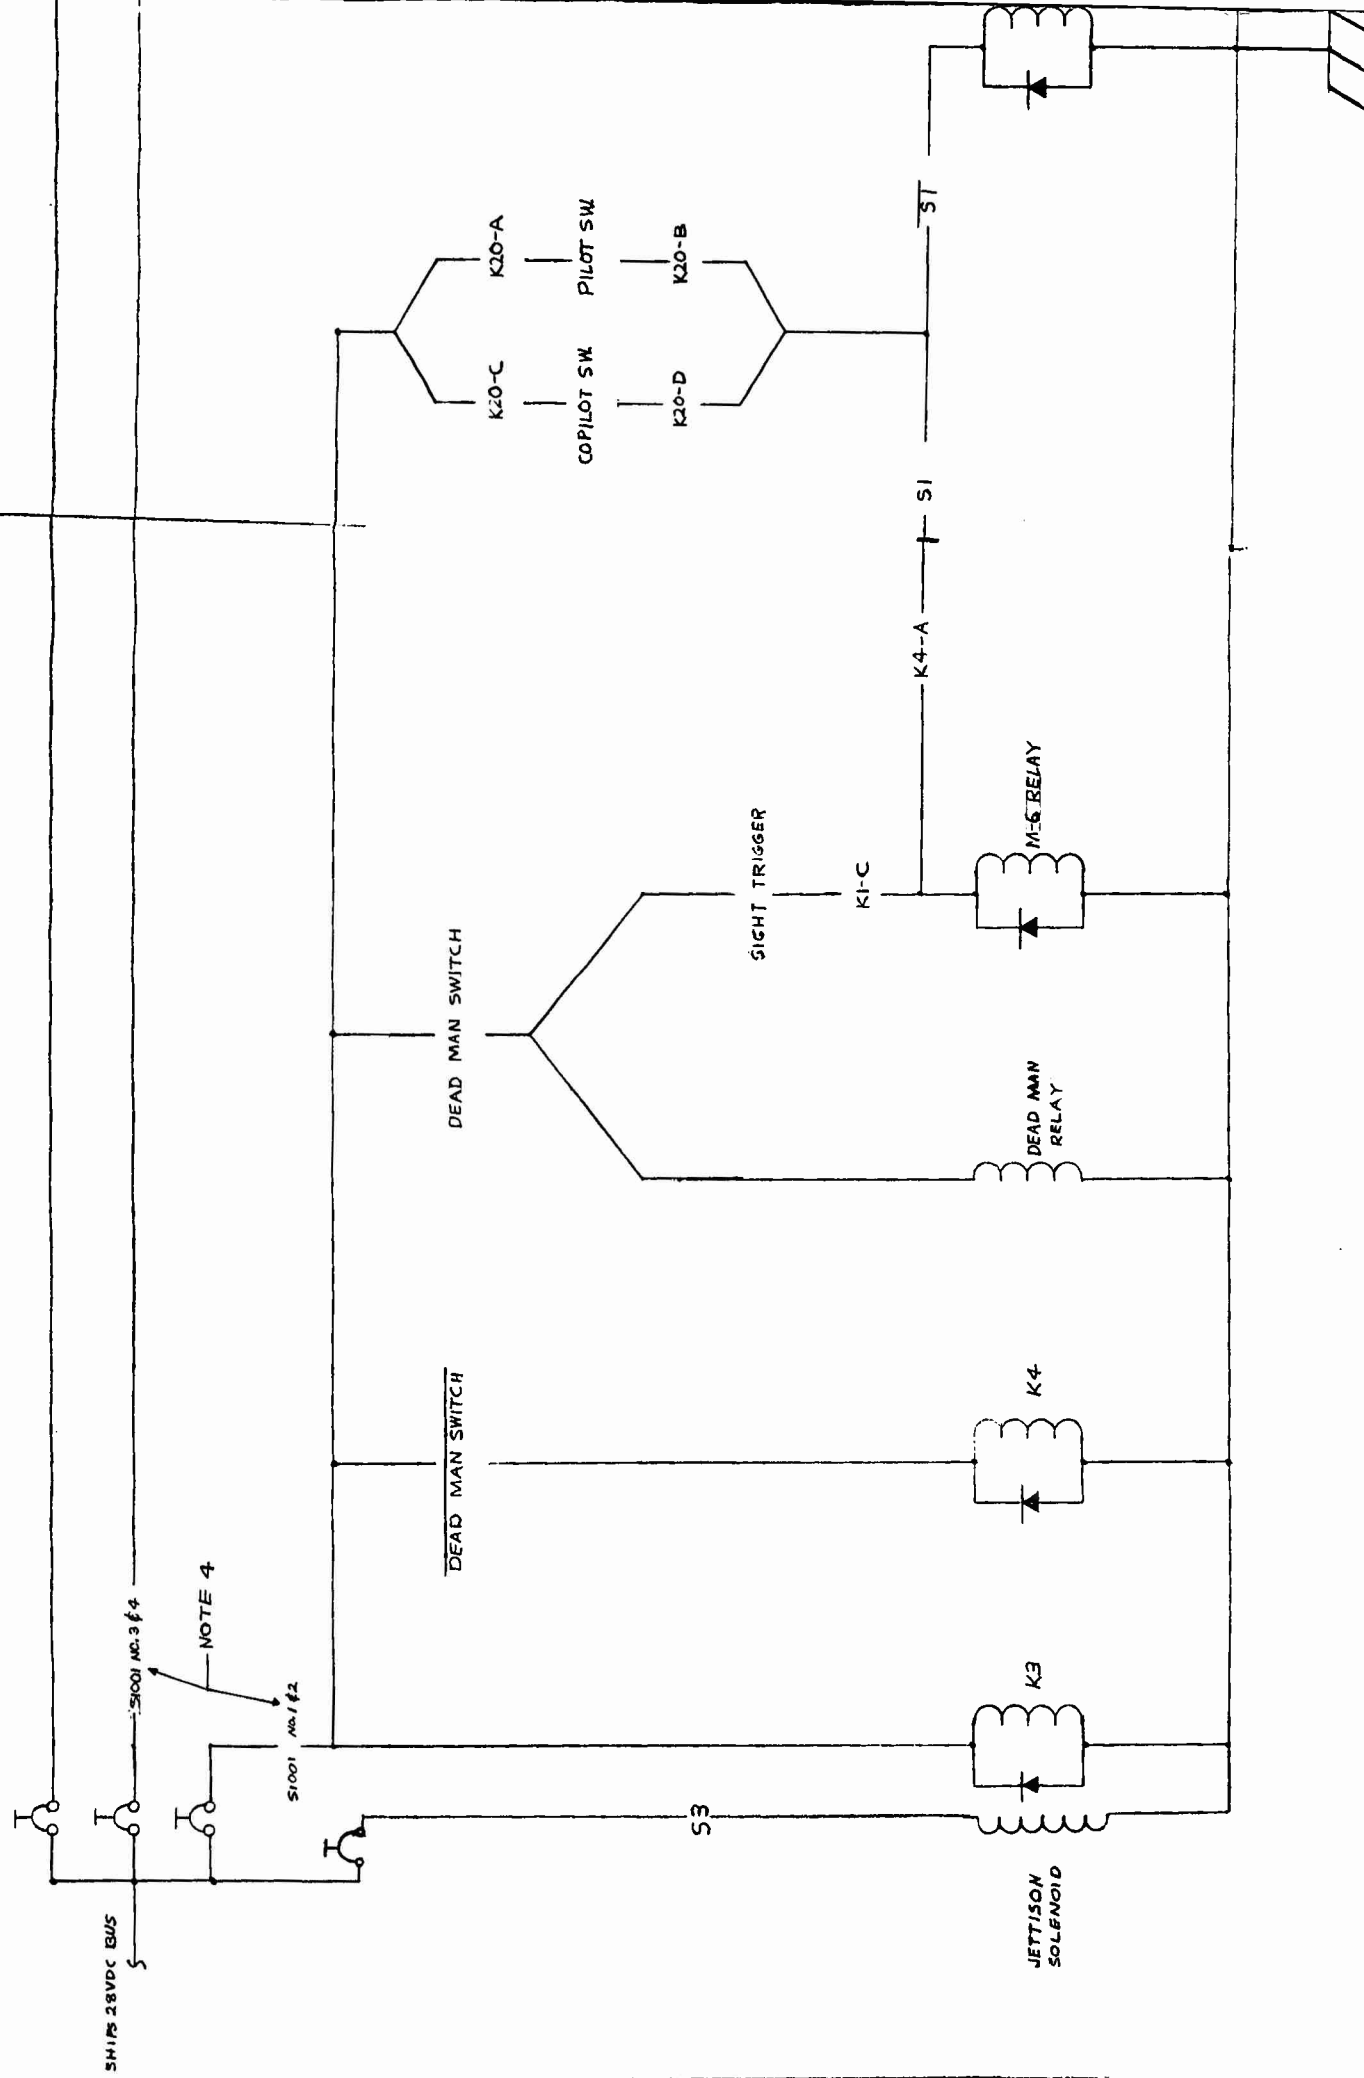 SHIPS 28VDC BUS
S1001 NO. 3 & 4
NOTE 4
S1001 No. 1 & 2
DEAD MAN SWITCH
DEAD MAN SWITCH
K20-C
COPILOT SW.
K20-D
K20-A
PILOT SW.
K20-B
SIGHT TRIGGER
K1-C
K4-A
S1
S1
S3
JETTISON
SOLENOID
K3
K4
DEAD MAN
RELAY
M-6 RELAY